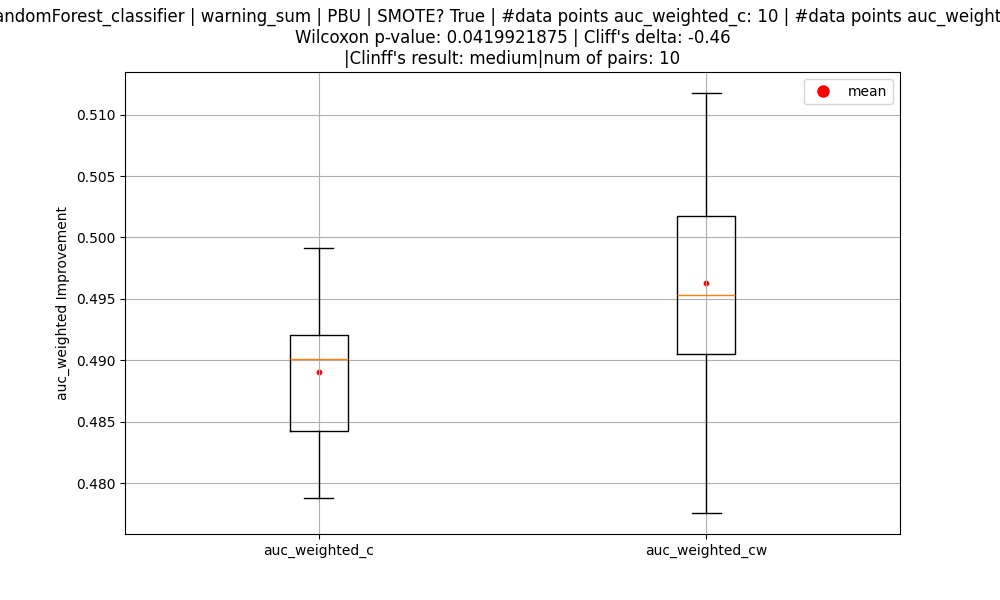 andomForest_classifier | warning_sum | PBU | SMOTE? True | #data points auc_weighted_c: 10 | #data points auc_weight
Wilcoxon p-value: 0.0419921875 | Cliff's delta: -0.46
|Clinff's result: medium|num of pairs: 10
mean
0.510
0.505
0.500
0.495
0.490
0.485
0.480
auc_weighted Improvement
auc_weighted_c
auc_weighted_cw